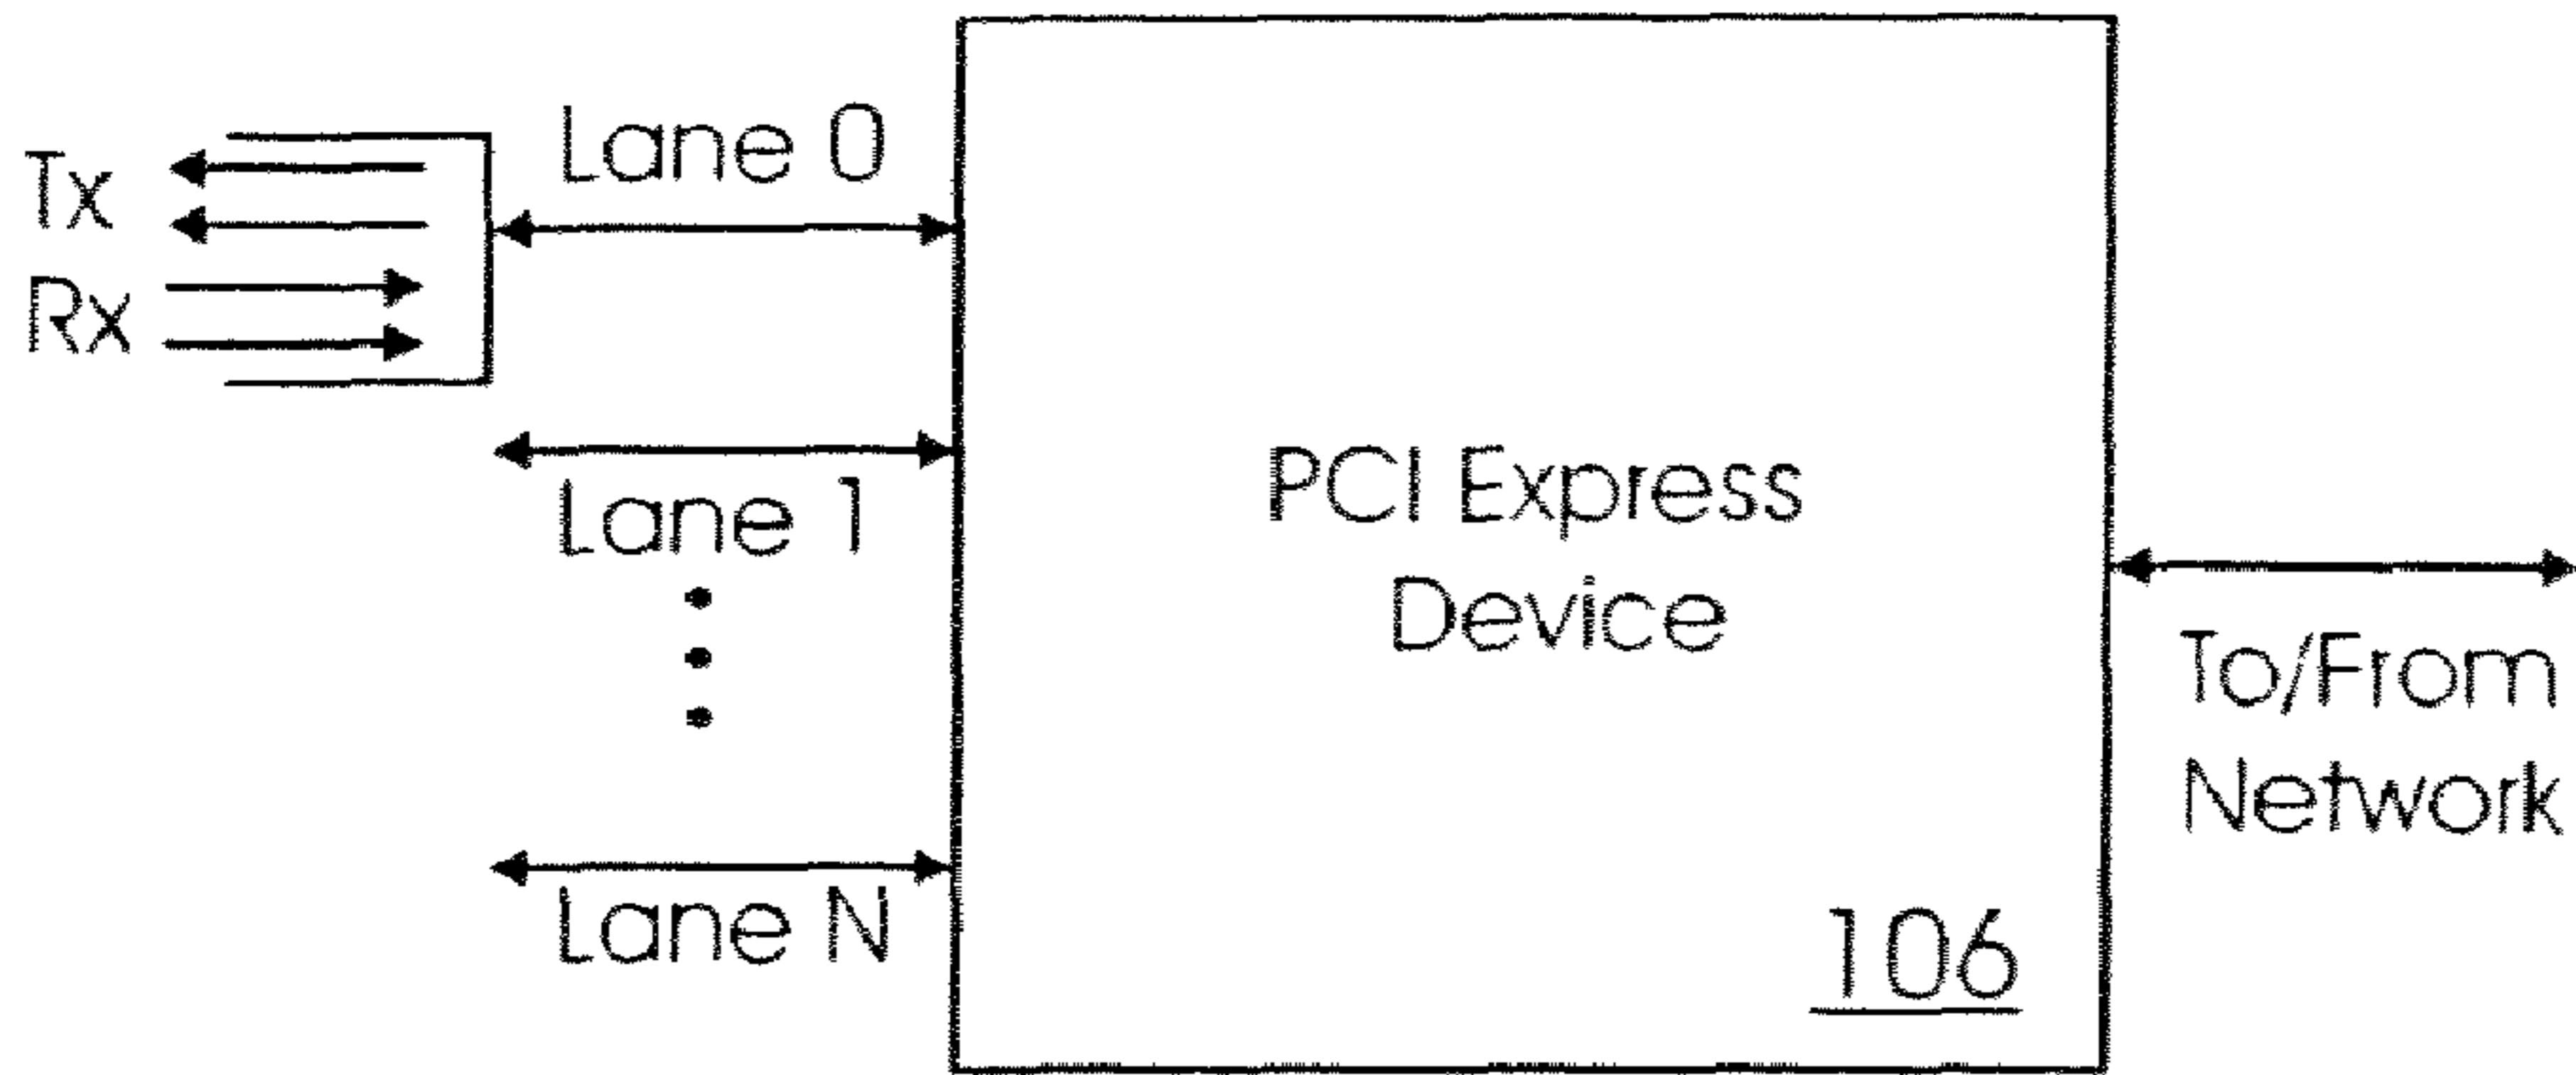 Tx
Rx
Lane 0
Lane 1
Lane N
PCI Express
Device
106
To/From
Network